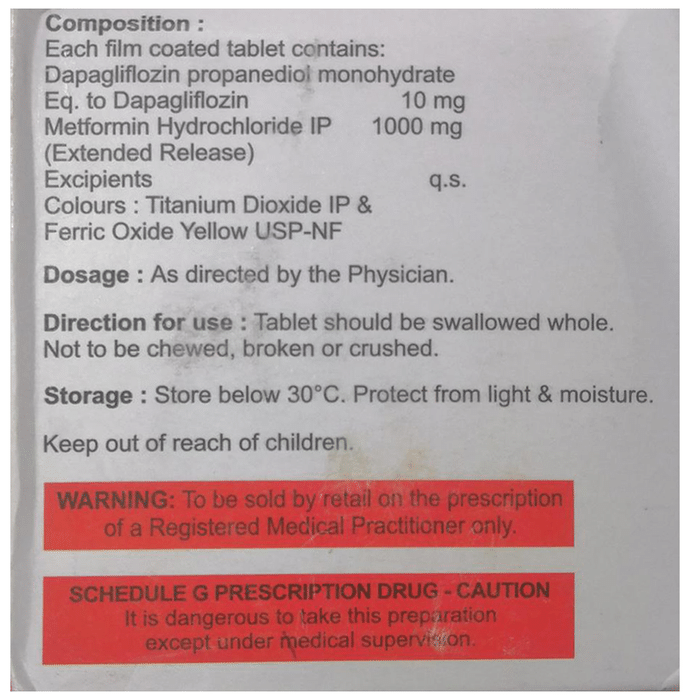 Composition :
Each film coated tablet contains:
Dapagliflozin propanediol monohydrate
Eq. to Dapagliflozin 10 mg
Metformin Hydrochloride IP 1000 mg
(Extended Release)
Excipients q.s.
Colours : Titanium Dioxide IP &
Ferric Oxide Yellow USP-NF
Dosage : As directed by the Physician.
Direction for use : Tablet should be swallowed whole.
Not to be chewed, broken or crushed.
Storage : Store below 30°C. Protect from light & moisture.
Keep out of reach of children.
WARNING: To be sold by retail on the prescription
of a Registered Medical Practitioner only.
SCHEDULE G PRESCRIPTION DRUG - CAUTION
It is dangerous to take this preparation
except under medical supervision.